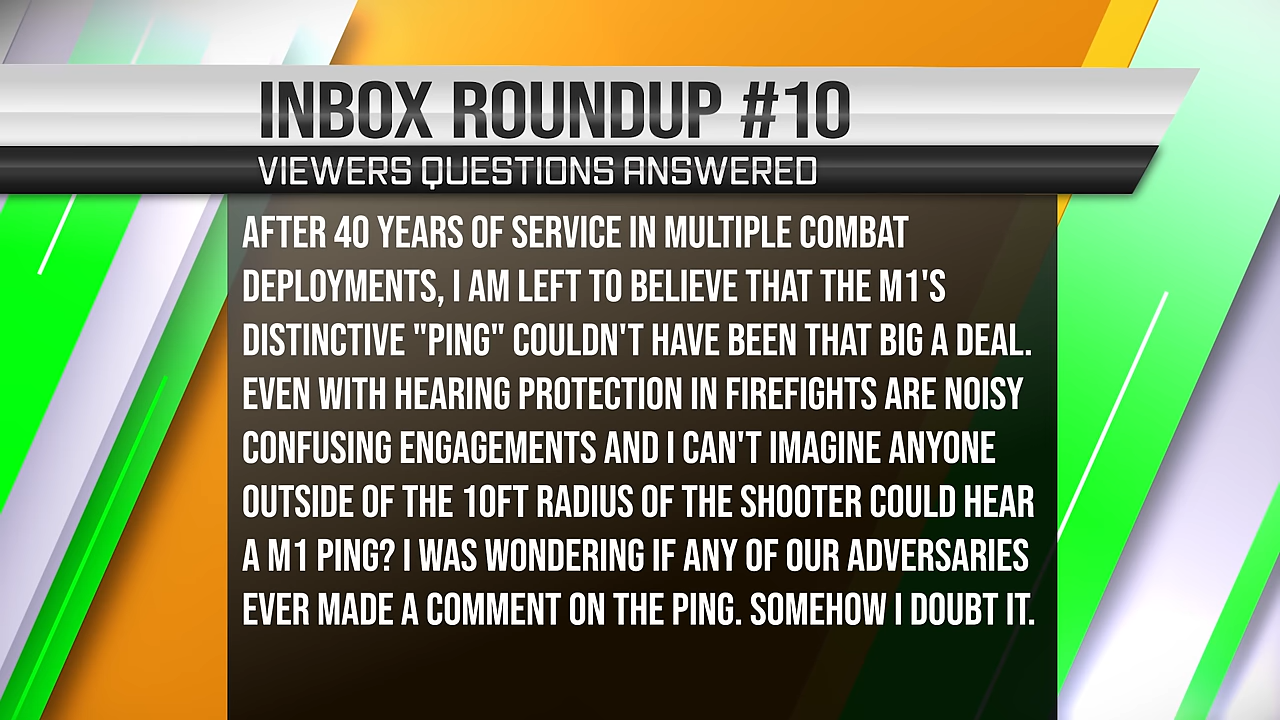 INBOX ROUNDUP #10
VIEWERS QUESTIONS ANSWERED
AFTER 40 YEARS OF SERVICE IN MULTIPLE COMBAT
DEPLOYMENTS, I AM LEFT TO BELIEVE THAT THE M1'S
DISTINCTIVE "PING" COULDN'T HAVE BEEN THAT BIG A DEAL.
EVEN WITH HEARING PROTECTION IN FIREFIGHTS ARE NOISY
CONFUSING ENGAGEMENTS AND I CAN'T IMAGINE ANYONE
OUTSIDE OF THE 10FT RADIUS OF THE SHOOTER COULD HEAR
A M1 PING? I WAS WONDERING IF ANY OF OUR ADVERSARIES
EVER MADE A COMMENT ON THE PING. SOMEHOW I DOUBT IT.